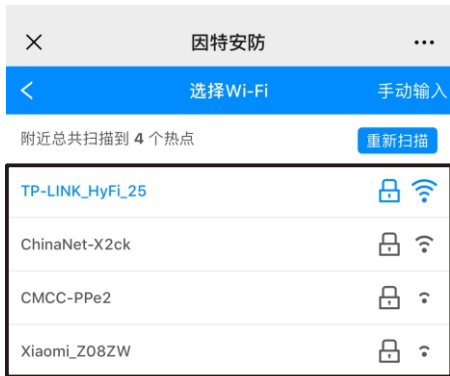 因特安防
选择Wi-Fi
手动输入
附近总共扫描到 4 个热点
重新扫描
TP-LINK_HyFi_25
ChinaNet-X2ck
CMCC-PPe2
Xiaomi_Z08ZW